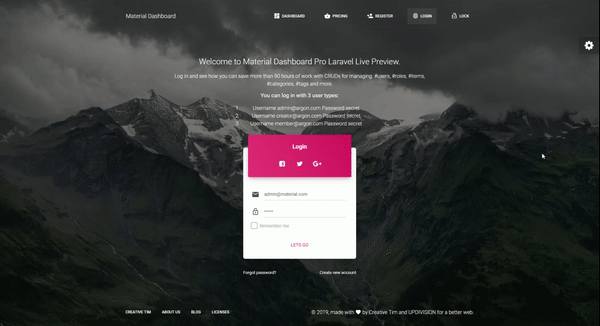 Material Dashboard
DASHBOARD
PRICING
REGISTER
LOGIN
LOCK
Welcome to Material Dashboard Pro Laravel Live Preview.
Log in and see how you can save more than 90 hours of work with CRUDs for managing: #users, #roles, #items,
#categories, #tags and more.
You can log in with 3 user types:
1. Username admin@argon.com Password secret
2. Username creator@argon.com Password secret
3. Username member@argon.com Password secret
Login
admin@material.com
Remember me
LETS GO
Forgot password?
Create new account
CREATIVE TIM
ABOUT US
BLOG
LICENSES
© 2019, made with ♥ by Creative Tim and UPDIVISION for a better web.